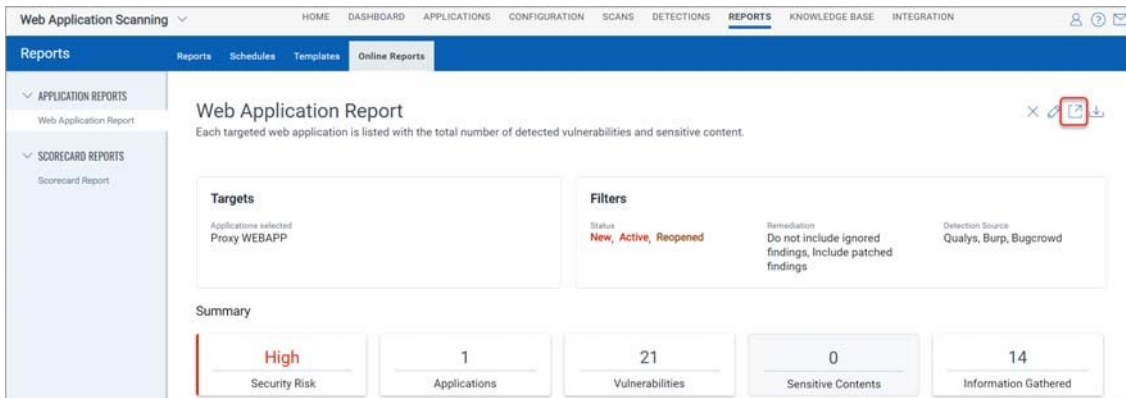 Web Application Scanning
HOME DASHBOARD APPLICATIONS CONFIGURATION SCANS DETECTIONS REPORTS KNOWLEDGE BASE INTEGRATION
Reports
Reports Schedules Templates Online Reports
APPLICATION REPORTS
Web Application Report
SCORECARD REPORTS
Scorecard Report
Web Application Report
Each targeted web application is listed with the total number of detected vulnerabilities and sensitive content.
Targets
Applications selected
Proxy WEBAPP
Filters
Status
New, Active, Reopened
Remediation
Do not include ignored
findings, Include patched
findings
Detection Source
Qualys, Burp, Bugcrowd
Summary
High
Security Risk
1
Applications
21
Vulnerabilities
0
Sensitive Contents
14
Information Gathered